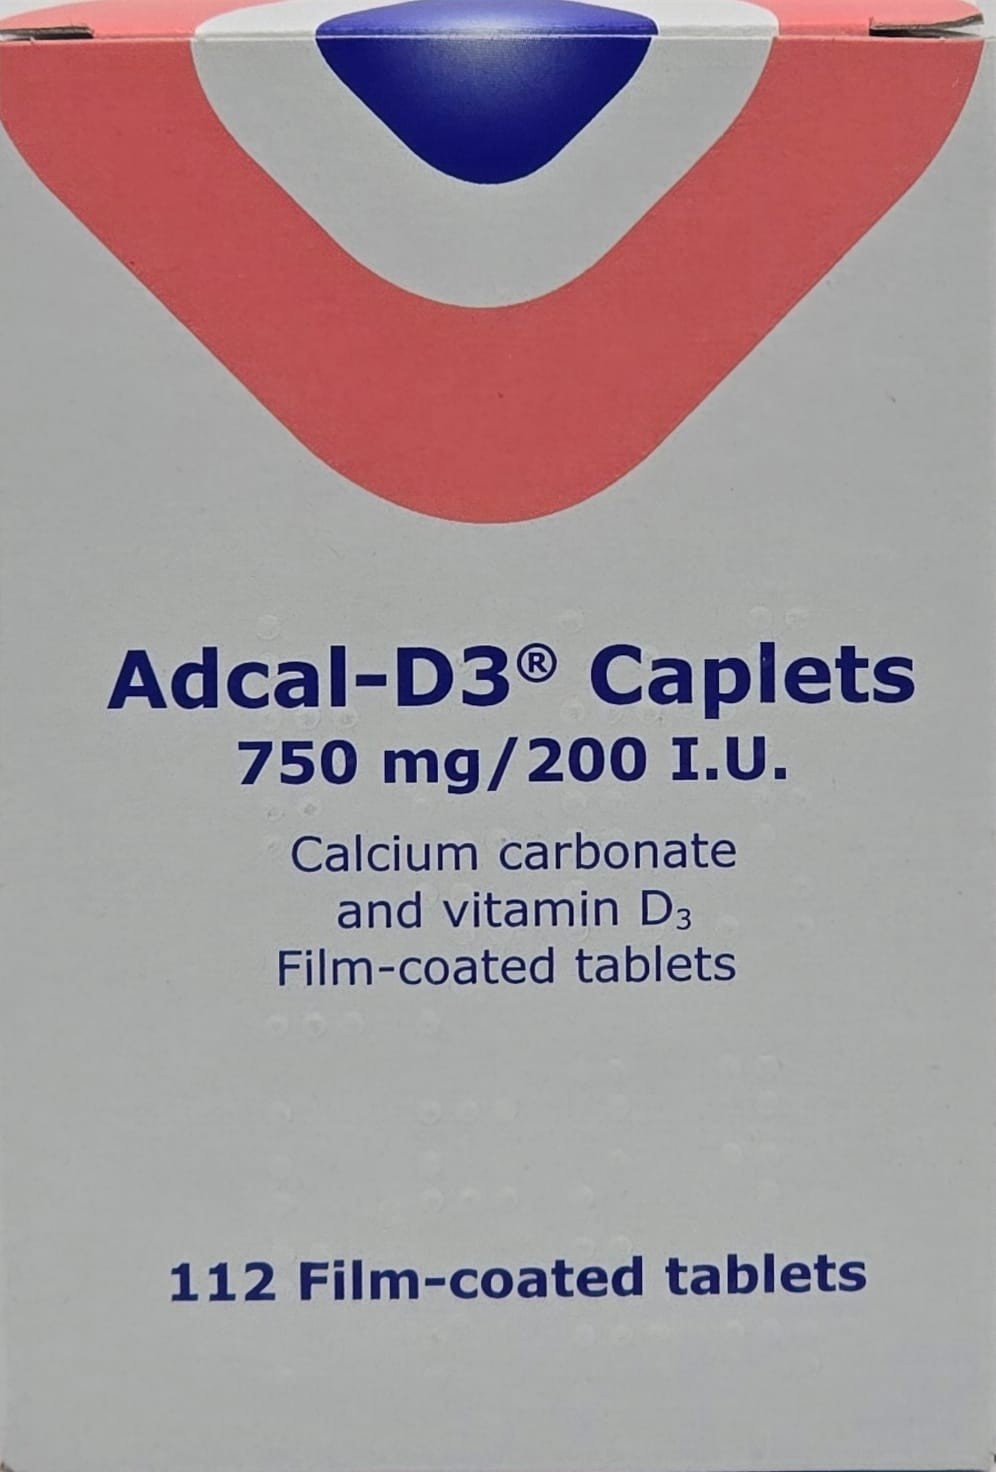 Adcal-D3® Caplets
750 mg/200 I.U.
Calcium carbonate
and vitamin D₃
Film-coated tablets
112 Film-coated tablets